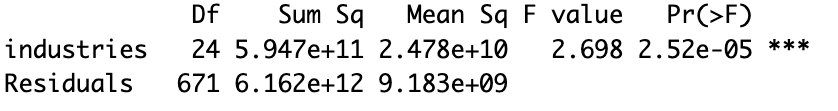 Df Sum Sq Mean Sq F value Pr(>F)
industries 24 5.947e+11 2.478e+10 2.698 2.52e-05 ***
Residuals 671 6.162e+12 9.183e+09